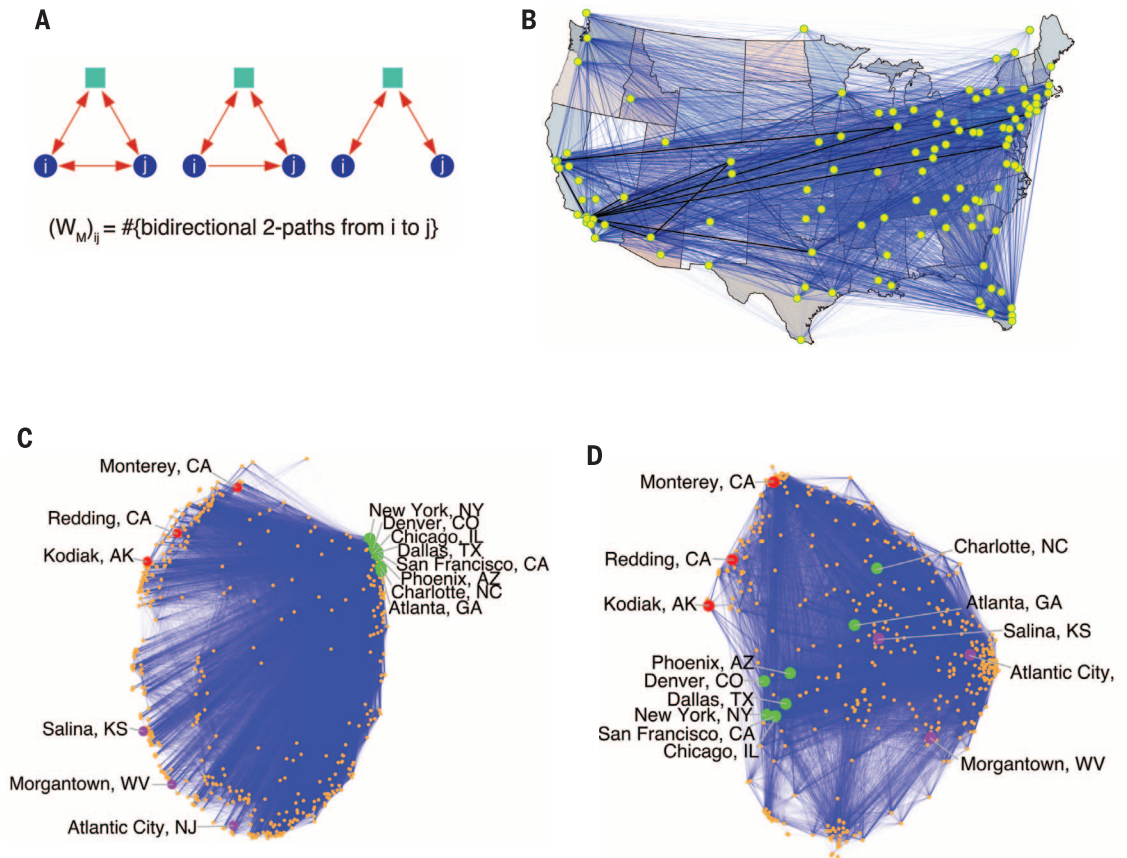 A
B
i
j
i
j
i
j
(W_M)_ij = #{bidirectional 2-paths from i to j}
C
D
Monterey, CA
Redding, CA
Kodiak, AK
New York, NY
Denver, CO
Chicago, IL
Dallas, TX
San Francisco, CA
Phoenix, AZ
Charlotte, NC
Atlanta, GA
Salina, KS
Morgantown, WV
Atlantic City, NJ
Monterey, CA
Redding, CA
Kodiak, AK
Charlotte, NC
Atlanta, GA
Salina, KS
Atlantic City,
Phoenix, AZ
Denver, CO
Dallas, TX
New York, NY
San Francisco, CA
Chicago, IL
Morgantown, WV